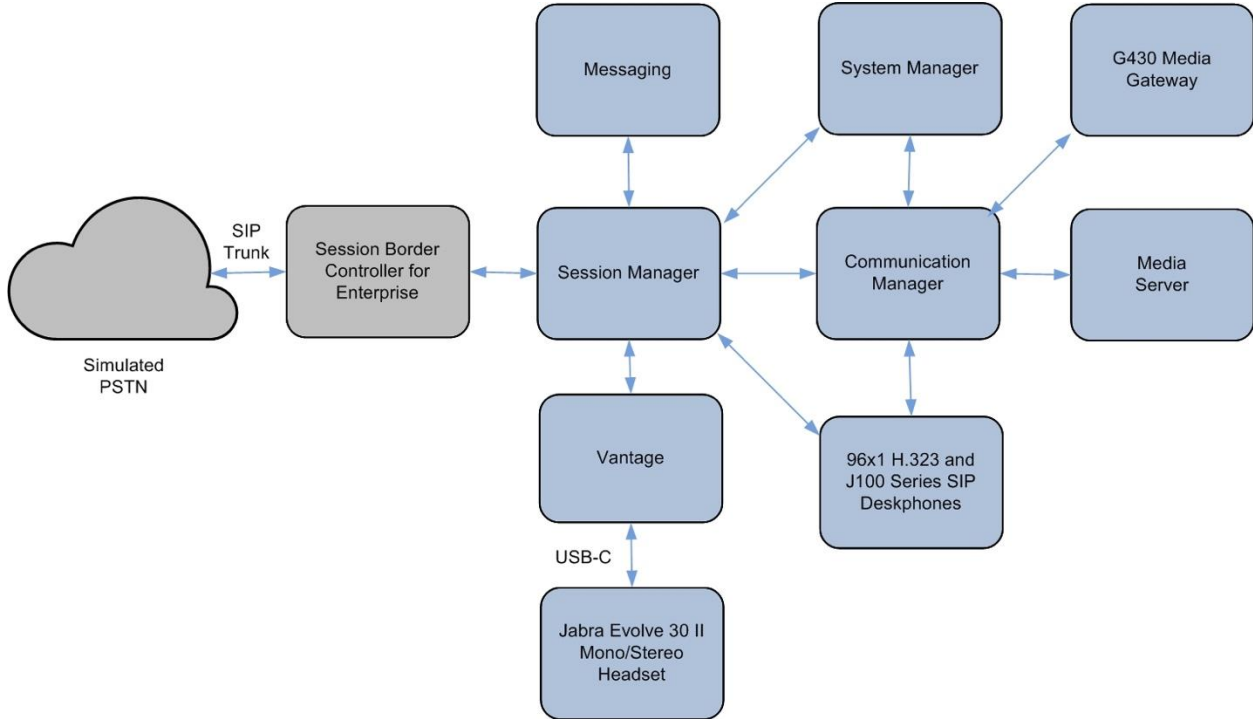 Messaging
System Manager
G430 Media
Gateway
SIP
Trunk
Session Border
Controller for
Enterprise
Session Manager
Communication
Manager
Media
Server
Simulated
PSTN
Vantage
96x1 H.323 and
J100 Series SIP
Deskphones
USB-C
Jabra Evolve 30 II
Mono/Stereo
Headset